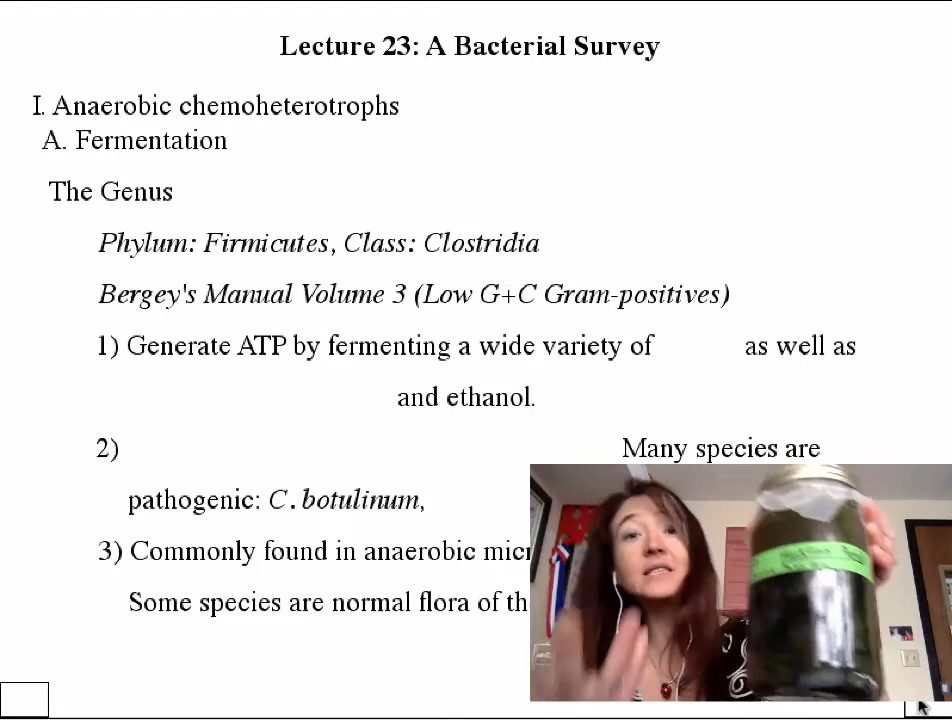 Lecture 23: A Bacterial Survey
I. Anaerobic chemoheterotrophs
A. Fermentation
The Genus
Phylum: Firmicutes, Class: Clostridia
Bergey's Manual Volume 3 (Low G+C Gram-positives)
1) Generate ATP by fermenting a wide variety of as well as
and ethanol.
2) Many species are
pathogenic: C. botulinum,
3) Commonly found in anaerobic
Some species are normal flora of